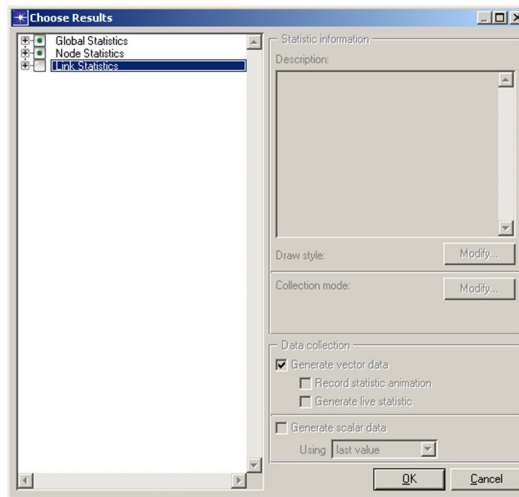 Choose Results
Global Statistics
Node Statistics
Link Statistics
Statistic information
Description:
Draw style:
Modify...
Collection mode:
Modify...
Data collection
Generate vector data
Record statistic animation
Generate live statistic
Generate scalar data
Using last value
OK
Cancel